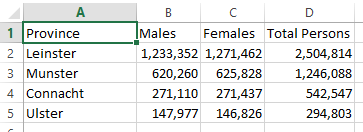 A B C D
1 Province Males Females Total Persons
2 Leinster 1,233,352 1,271,462 2,504,814
3 Munster 620,260 625,828 1,246,088
4 Connacht 271,110 271,437 542,547
5 Ulster 147,977 146,826 294,803